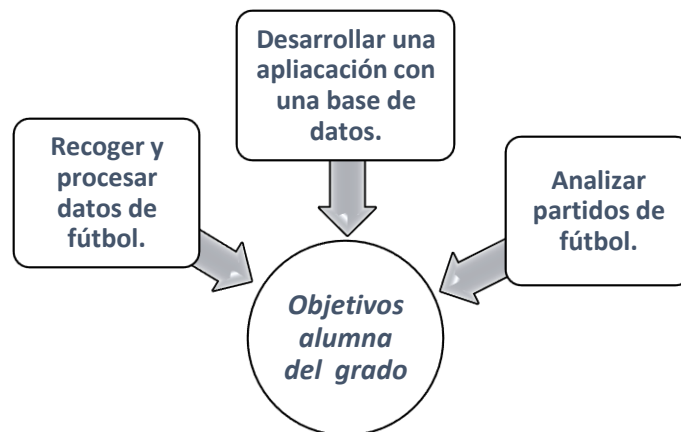 Desarrollar una
apliacación con
una base de
datos.
Recoger y
procesar
datos de
fútbol.
Analizar
partidos de
fútbol.
Objetivos
alumna
del grado